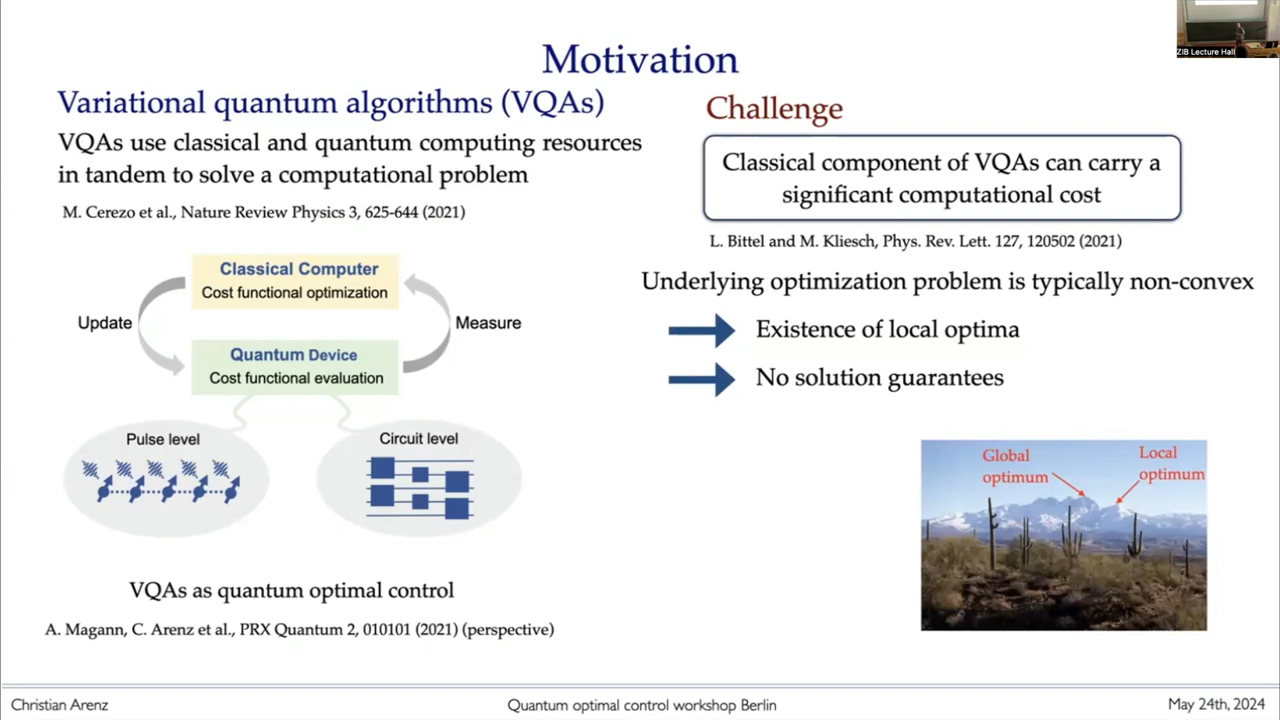 ZIB Lecture Hall
Motivation
Variational quantum algorithms (VQAs)
VQAs use classical and quantum computing resources
in tandem to solve a computational problem
M. Cerezo et al., Nature Review Physics 3, 625-644 (2021)
Classical Computer
Cost functional optimization
Update
Measure
Quantum Device
Cost functional evaluation
Pulse level
Circuit level
VQAs as quantum optimal control
A. Magann, C. Arenz et al., PRX Quantum 2, 010101 (2021) (perspective)
Challenge
Classical component of VQAs can carry a
significant computational cost
L. Bittel and M. Kliesch, Phys. Rev. Lett. 127, 120502 (2021)
Underlying optimization problem is typically non-convex
Existence of local optima
No solution guarantees
Global
optimum
Local
optimum
Christian Arenz
Quantum optimal control workshop Berlin
May 24th, 2024